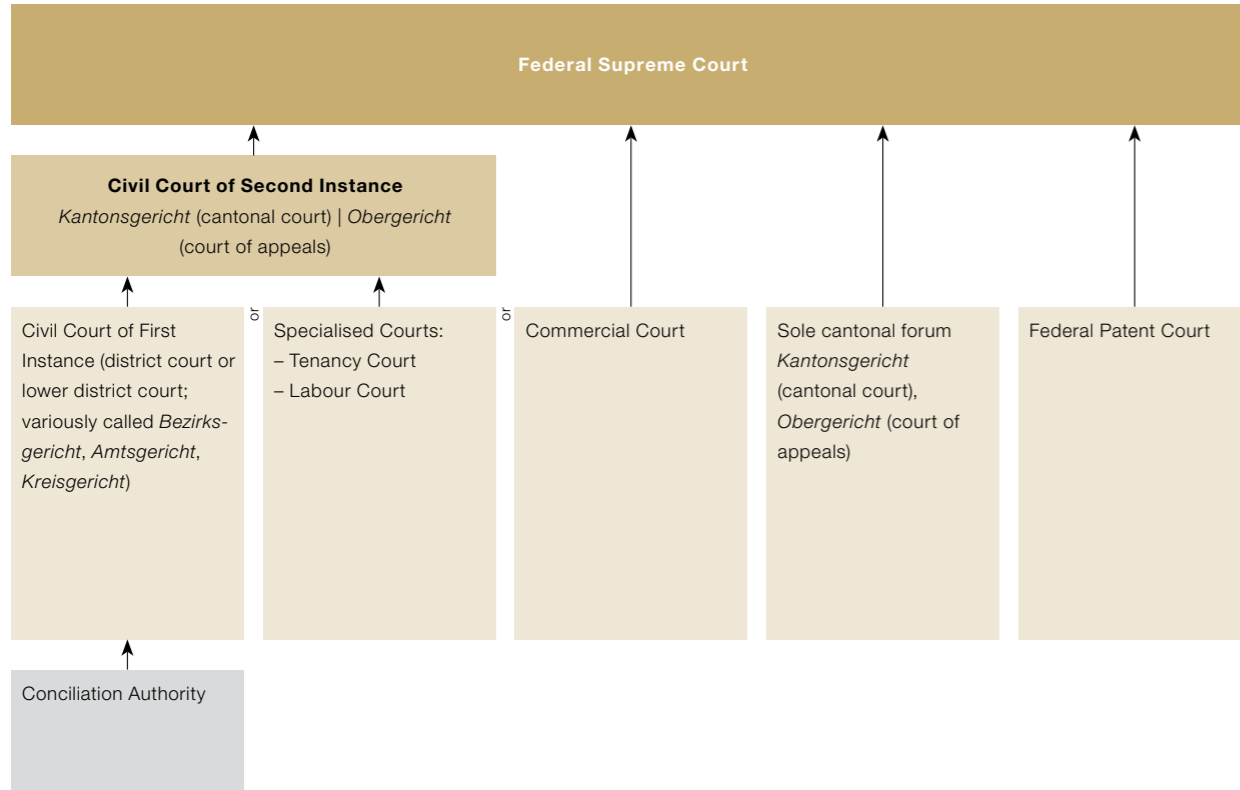 Federal Supreme Court
Civil Court of Second Instance
Kantonsgericht (cantonal court) | Obergericht
(court of appeals)
Civil Court of First
Instance (district court or
lower district court;
variously called Bezirks-
gericht, Amtsgericht,
Kreisgericht)
or
Specialised Courts:
– Tenancy Court
– Labour Court
or
Commercial Court
Sole cantonal forum
Kantonsgericht
(cantonal court),
Obergericht (court of
appeals)
Federal Patent Court
Conciliation Authority